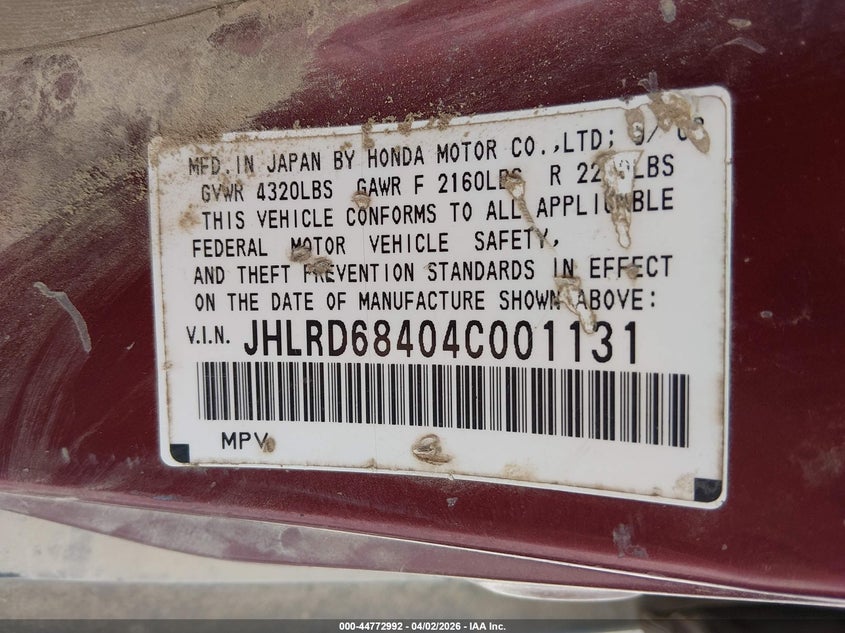 MFD. IN JAPAN BY HONDA MOTOR CO.,LTD;
GVWR 4320LBS GAWR F 2160LBS R
THIS VEHICLE CONFORMS TO ALL APPLICABLE
FEDERAL MOTOR VEHICLE SAFETY,
AND THEFT PREVENTION STANDARDS IN EFFECT
ON THE DATE OF MANUFACTURE SHOWN ABOVE:
V.I.N. JHLRD68404C001131
MPV
000-44772992 - 04/02/2026 - IAA Inc.